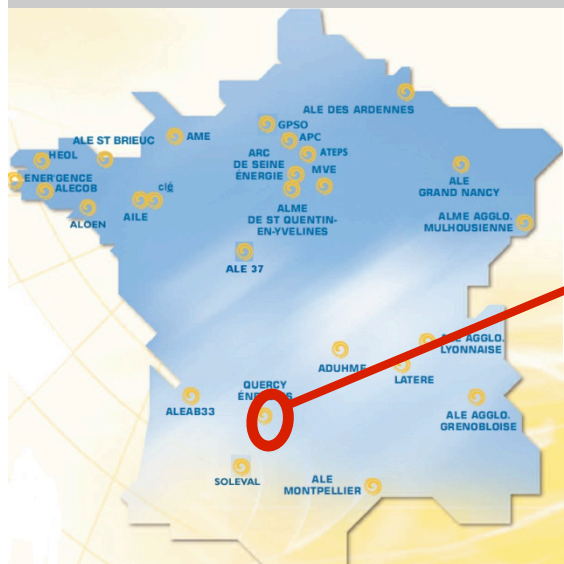 ALE DES ARDENNES
GPSO
APC
ATEPS
ARC
DE SEINE
ÉNERGIE
MVE
ALME
DE ST QUENTIN-
EN-YVELINES
AME
ALE ST BRIEUC
HEOL
ENER'GENCE
ALECOB
ALOEN
AILE
clé
ALE
GRAND NANCY
ALME AGGLO.
MULHOUSIENNE
ALE 37
ALE AGGLO.
LYONNAISE
ADUHME
LATERE
QUERCY
ÉNERGIES
ALEAB33
ALE AGGLO.
GRENOBLOISE
SOLEVAL
ALE
MONTPELLIER